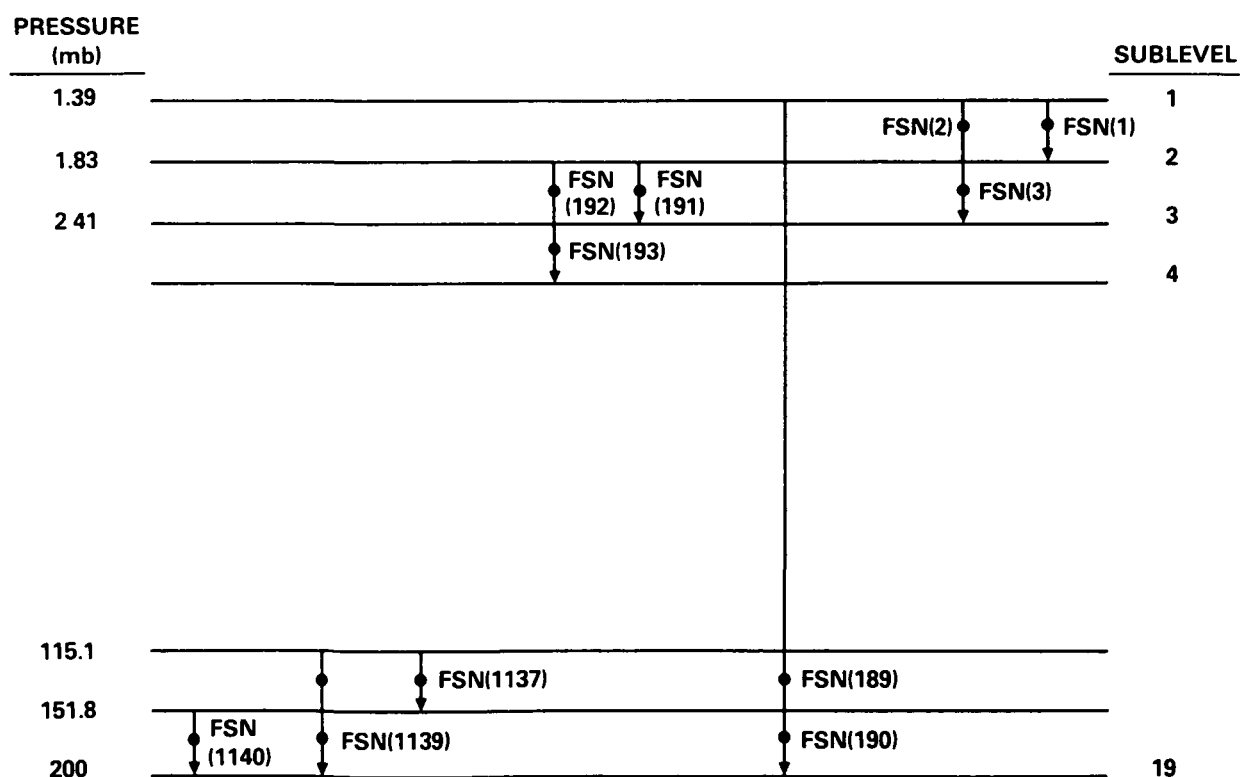 PRESSURE
(mb)
SUBLEVEL
1.39
1
FSN(2)
FSN(1)
1.83
2
FSN
(192)
FSN
(191)
FSN(3)
2 41
3
FSN(193)
4
115.1
FSN(1137)
FSN(189)
151.8
FSN
(1140)
FSN(1139)
FSN(190)
200
19